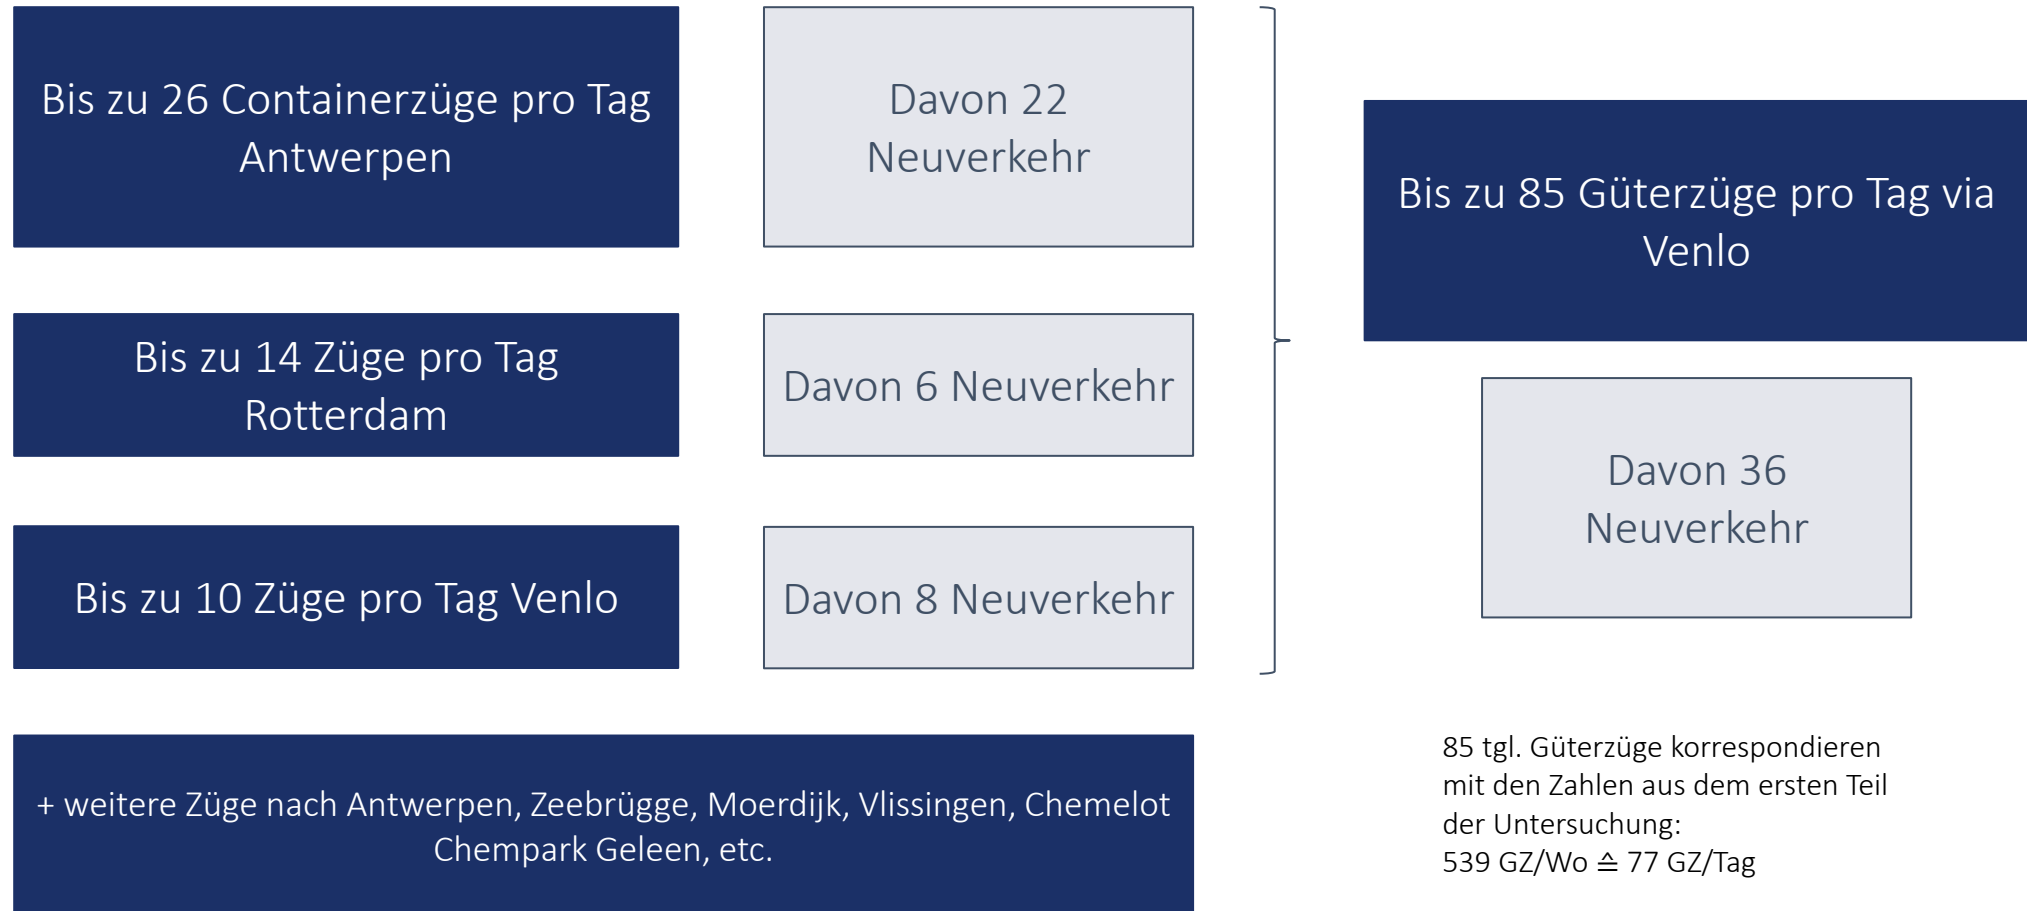 Bis zu 26 Containerzüge pro Tag
Antwerpen
Davon 22
Neuverkehr
Bis zu 14 Züge pro Tag
Rotterdam
Davon 6 Neuverkehr
Bis zu 10 Züge pro Tag Venlo
Davon 8 Neuverkehr
+ weitere Züge nach Antwerpen, Zeebrügge, Moerdijk, Vlissingen, Chemelot
Chempark Geleen, etc.
Bis zu 85 Güterzüge pro Tag via
Venlo
Davon 36
Neuverkehr
85 tgl. Güterzüge korrespondieren
mit den Zahlen aus dem ersten Teil
der Untersuchung:
539 GZ/Wo ≙ 77 GZ/Tag